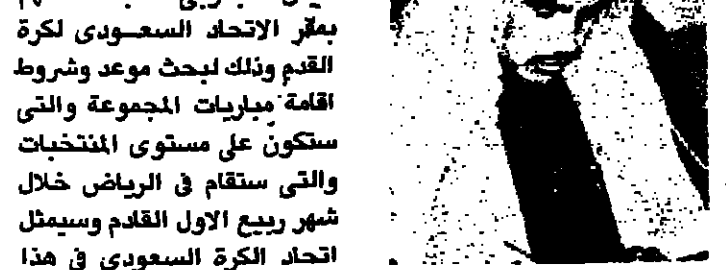 بمقر الاتحاد السعودى لكرة
القدم وذلك لبحث موعد وشروط
اقامة مباريات المجموعة والتى
ستكون على مستوى المنتخبات
والتى ستقام فى الرياض خلال
شهر ربيع الاول القادم وسيمثل
اتحاد الكرة السعودى فى هذا